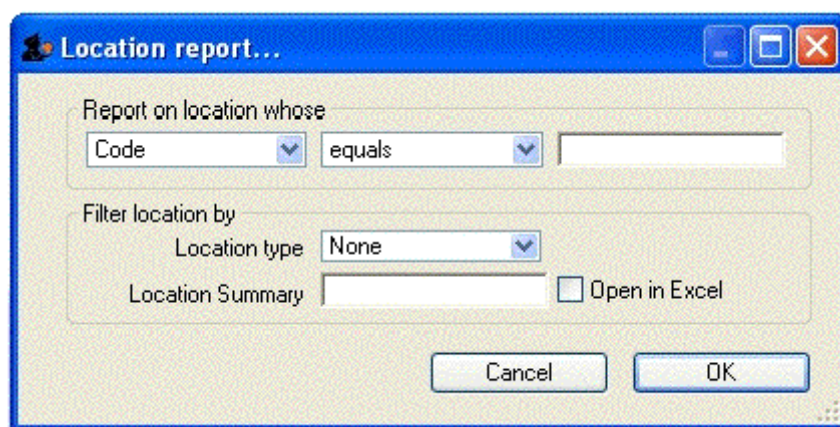 Location report...
Report on location whose
Code equals
Filter location by
Location type None
Location Summary Open in Excel
Cancel OK